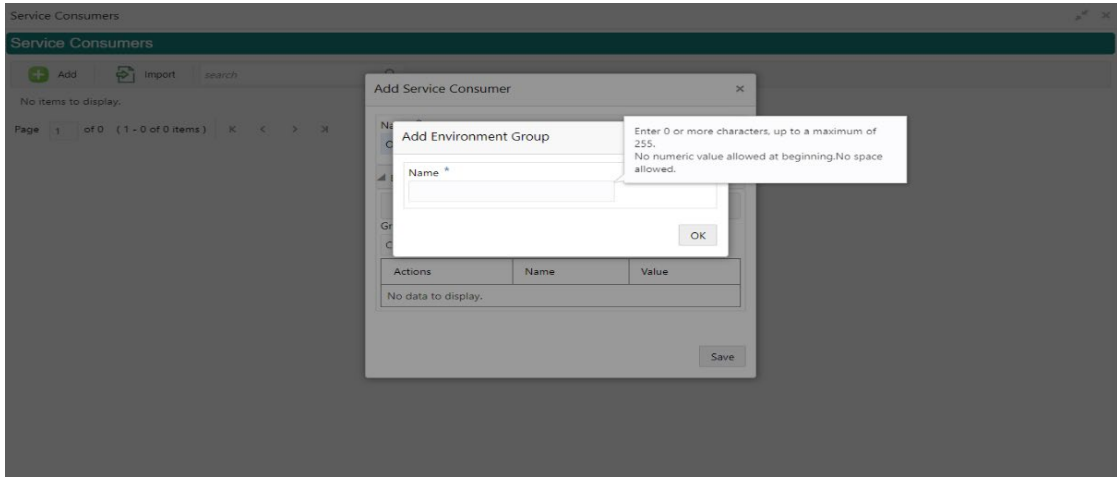 Service Consumers
Service Consumers
Add Import search
No items to display.
Page 1 of 0 ( 1 - 0 of 0 items )
Add Service Consumer
Add Environment Group
Enter 0 or more characters, up to a maximum of
255.
No numeric value allowed at beginning.No space
allowed.
Name *
OK
Actions Name Value
No data to display.
Save